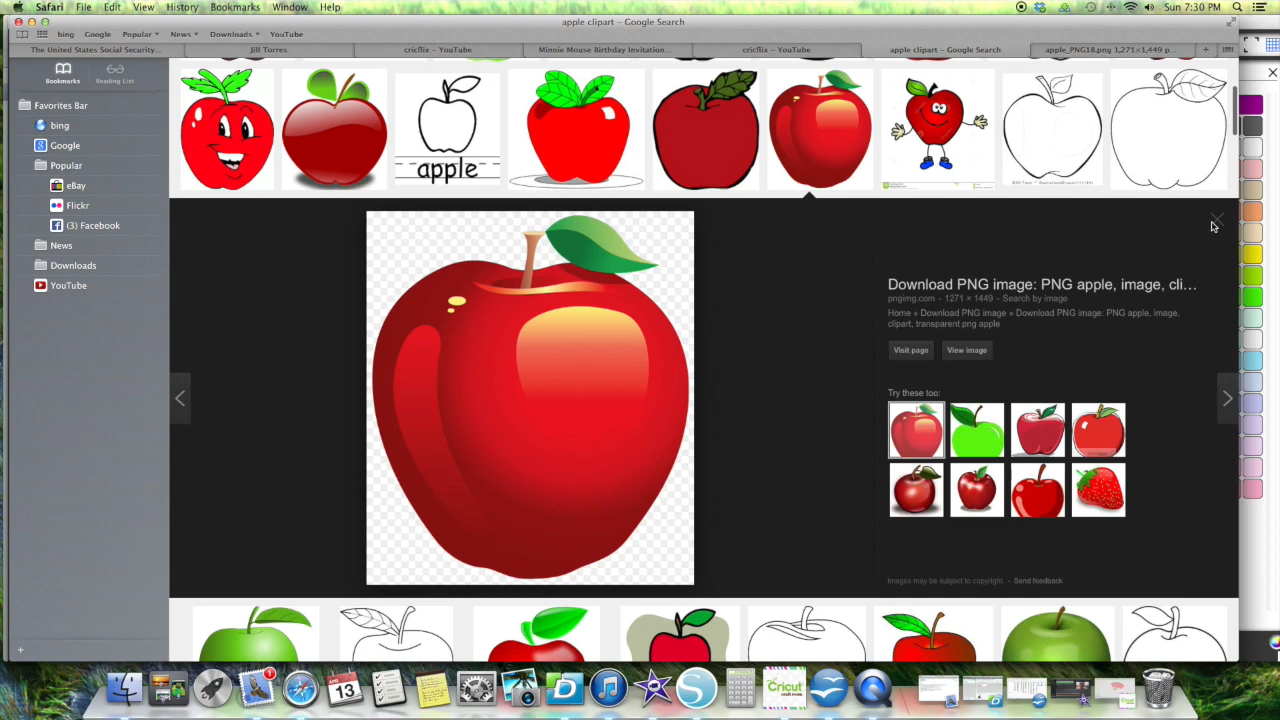 Safari File Edit View History Bookmarks Window Help
Sun 7:30 PM
apple clipart – Google Search
bing Google Popular News Downloads YouTube
The United States Social Security... Jill Torres cricflix – YouTube Minnie Mouse Birthday Invitation... cricflix – YouTube apple clipart – Google Search apple_PNG18.png 1,271×1,449 p...
Bookmarks Reading List
Favorites Bar
bing
Google
Popular
eBay
Flickr
(3) Facebook
News
Downloads
YouTube
apple
Download PNG image: PNG apple, image, cli...
pngimg.com - 1271 × 1449 - Search by image
Home » Download PNG image » Download PNG image: PNG apple, image,
clipart, transparent png apple
Visit page View image
Try these too:
Images may be subject to copyright. - Send feedback
1
13
Cricut
craft room